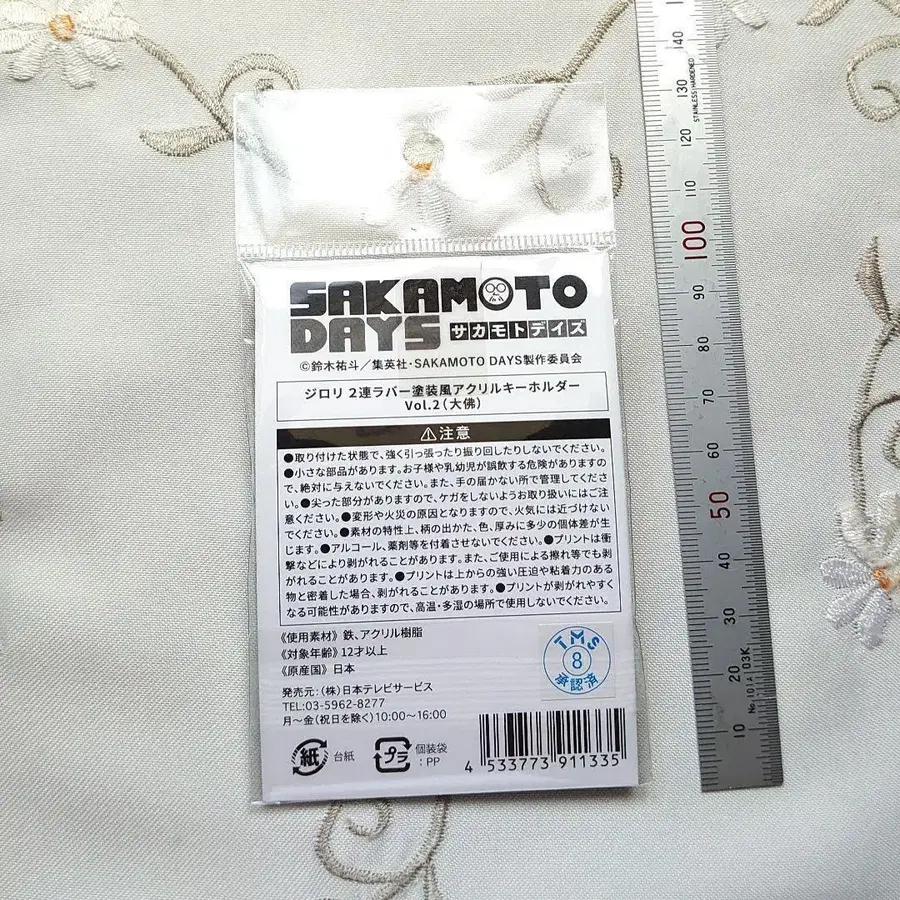 SAKAMOTO
DAYS サカモトデイズ
©鈴木祐斗／集英社・SAKAMOTO DAYS製作委員会
ジロリ 2連ラバー塗装風アクリルキーホルダー
Vol.2（大佛）
⚠注意
●取り付けた状態で、強く引っ張ったり振り回したりしないでください。
●小さな部品があります。お子様や乳幼児が誤飲する危険がありますの
で、絶対に与えないでください。また、手の届かない所で管理してくださ
い。●尖った部分がありますので、ケガをしないようお取り扱いにはご注
意ください。●変形や火災の原因となりますので、火気には近づけない
でください。●素材の特性上、柄の出かた、色、厚みに多少の個体差が生
じます。●アルコール、薬剤等を付着させないでください。●プリントは衝
撃などにより剥がれることがあります。また、ご使用による擦れ等でも剥
がれることがあります。●プリントは上からの強い圧迫や粘着力のある
物と密着した場合、剥がれることがあります。●プリントが剥がれやすく
なる可能性がありますので、高温・多湿の場所で使用しないでください。
《使用素材》鉄、アクリル樹脂
《対象年齢》12才以上
《原産国》日本
発売元：（株）日本テレビサービス
TEL:03-5962-8277
月～金（祝日を除く）10:00～16:00
TMS
8
承認済
紙 台紙
プラ 個装袋
：PP
4 533773 911335
140
130
STAINLESS HARDENED
120
110
100
90
80
70
60
50
40
30
20
10